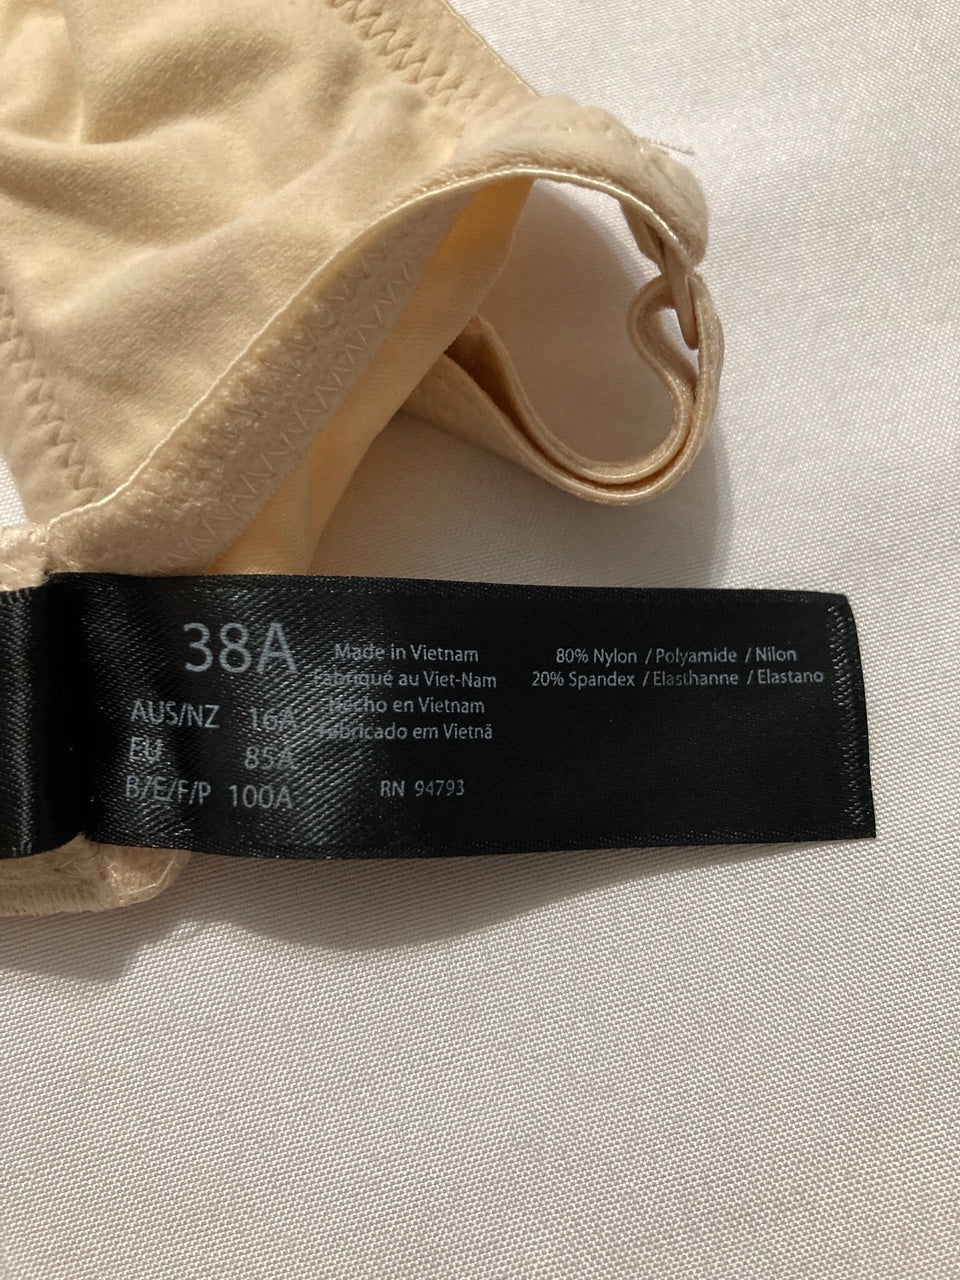 38A
AUS/NZ 16A
EU 85A
B/E/F/P 100A
Made in Vietnam
Fabriqué au Viet-Nam
Hecho en Vietnam
Fabricado em Vietnã
RN 94793
80% Nylon / Polyamide / Nilon
20% Spandex / Elasthanne / Elastano